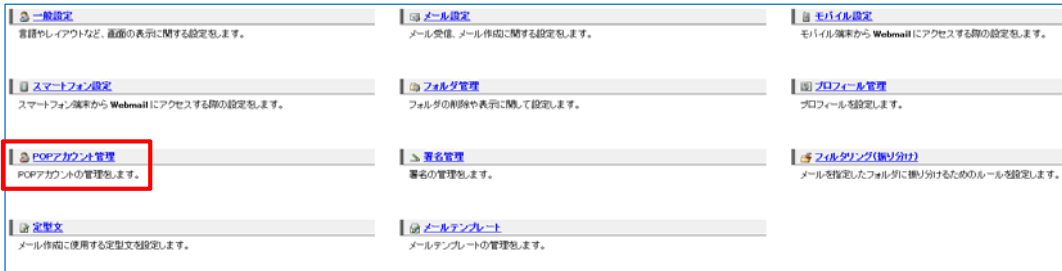 一般設定
メール設定
モバイル設定
言語やレイアウトなど、画面の表示に関する設定をします。
メール受信、メール作成に関する設定をします。
モバイル端末から Webmail にアクセスする際の設定をします。
スマートフォン設定
フォルダ管理
プロフィール管理
スマートフォン端末から Webmail にアクセスする際の設定をします。
フォルダの削除や表示に関して設定します。
プロフィールを設定します。
POPアカウント管理
署名管理
フィルタリング(振り分け)
POPアカウントの管理をします。
署名の管理をします。
メールを指定したフォルダに振り分けるためのルールを設定します。
定型文
メールテンプレート
メール作成に使用する定型文を設定します。
メールテンプレートの管理をします。